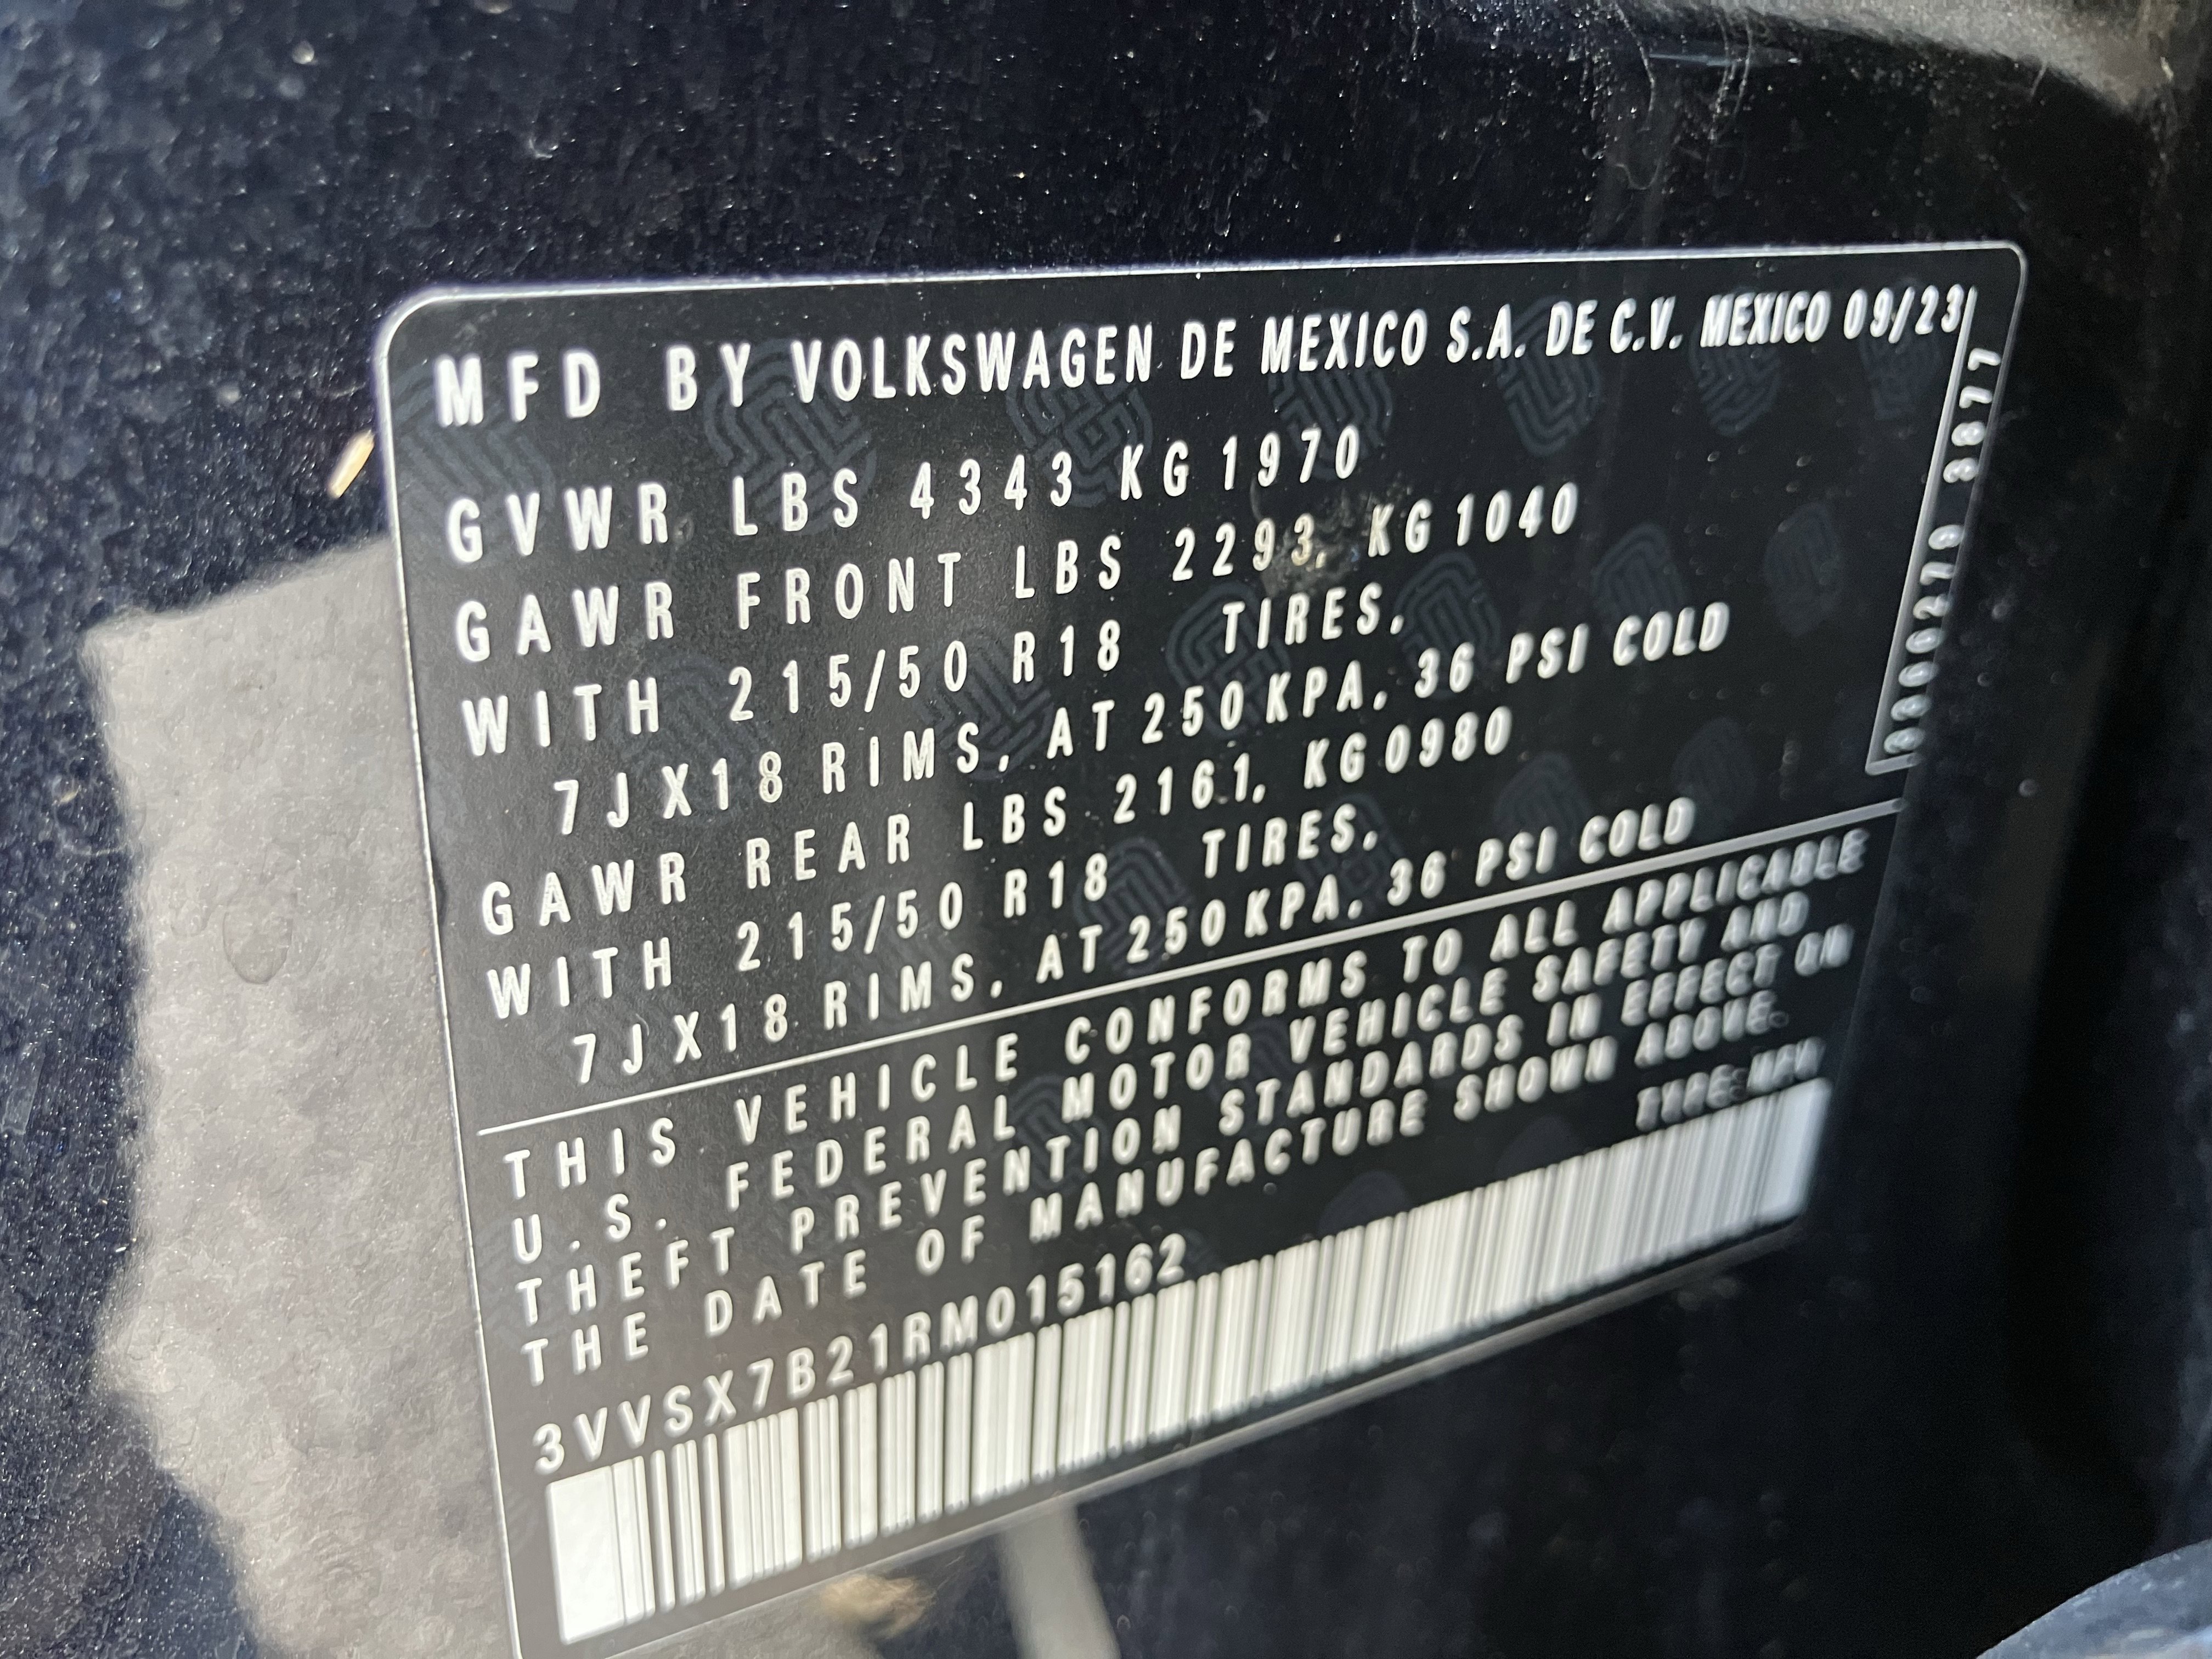 MFD BY VOLKSWAGEN DE MEXICO S.A. DE C.V. MEXICO 09/23
GVWR LBS 4343 KG 1970
GAWR FRONT LBS 2293, KG 1040
WITH 215/50 R18 TIRES,
7JX18 RIMS, AT 250 KPA, 36 PSI COLD
GAWR REAR LBS 2161, KG 0980
WITH 215/50 R18 TIRES,
7JX18 RIMS, AT 250 KPA, 36 PSI COLD
THIS VEHICLE CONFORMS TO ALL APPLICABLE
U.S. FEDERAL MOTOR VEHICLE SAFETY AND
THEFT PREVENTION STANDARDS IN EFFECT ON
THE DATE OF MANUFACTURE SHOWN ABOVE.
TYPE: MPV
3VVSX7B21RM015162